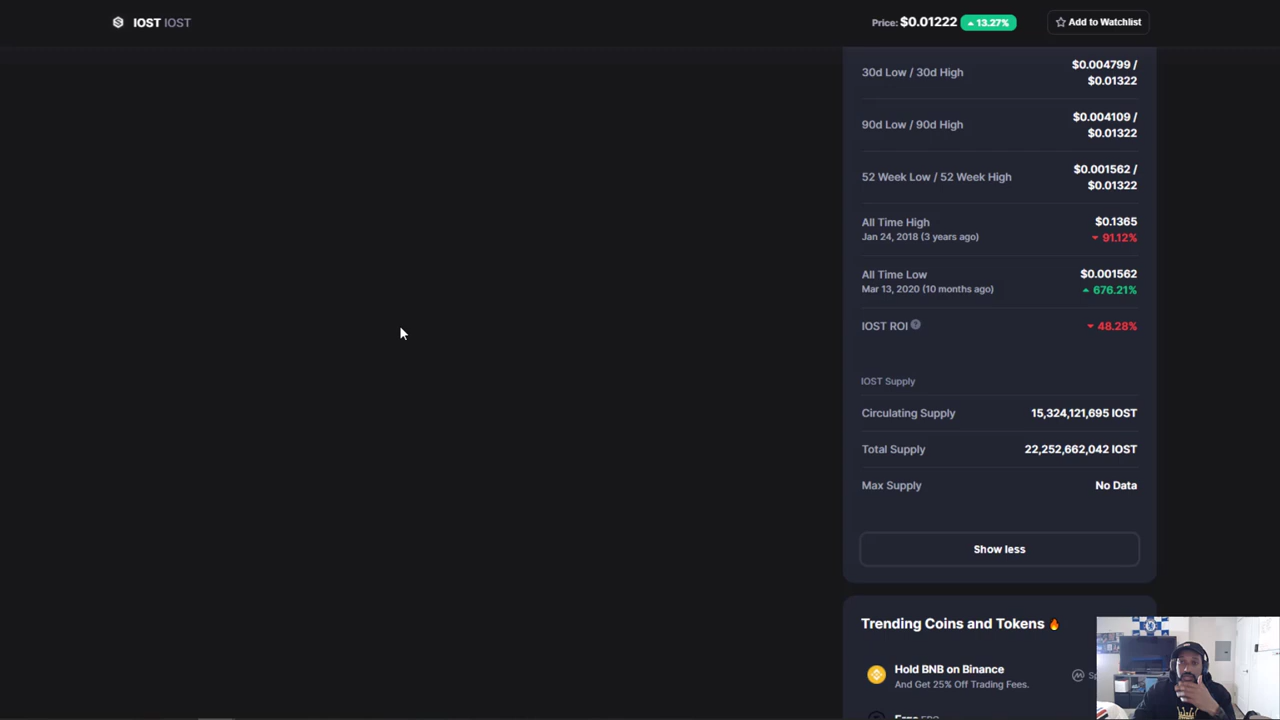 IOST IOST
Price: $0.01222 13.27%
Add to Watchlist
30d Low / 30d High
$0.004799 /
$0.01322
90d Low / 90d High
$0.004109 /
$0.01322
52 Week Low / 52 Week High
$0.001562 /
$0.01322
All Time High
Jan 24, 2018 (3 years ago)
$0.1365
91.12%
All Time Low
Mar 13, 2020 (10 months ago)
$0.001562
676.21%
IOST ROI ?
48.28%
IOST Supply
Circulating Supply
15,324,121,695 IOST
Total Supply
22,252,662,042 IOST
Max Supply
No Data
Show less
Trending Coins and Tokens 🔥
Hold BNB on Binance
And Get 25% Off Trading Fees.